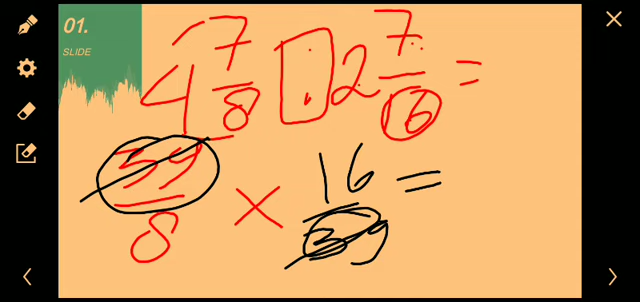 01.
SLIDE
4 7/8 ÷ 2 7/16 =
39/8 × 16/39 =